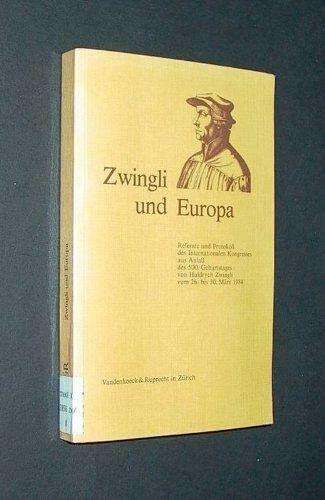 Zwingli
und Europa
Referate und Protokoll
des Internationalen Kongresses
aus Anlaß
des 500. Geburtstages
von Huldrych Zwingli
vom 26. bis 30. März 1984
Vandenhoeck & Ruprecht in Zürich
Zwingli und Europa